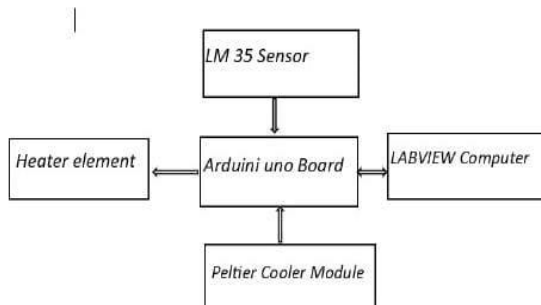 LM 35 Sensor
Heater element
Arduini uno Board
LABVIEW Computer
Peltier Cooler Module